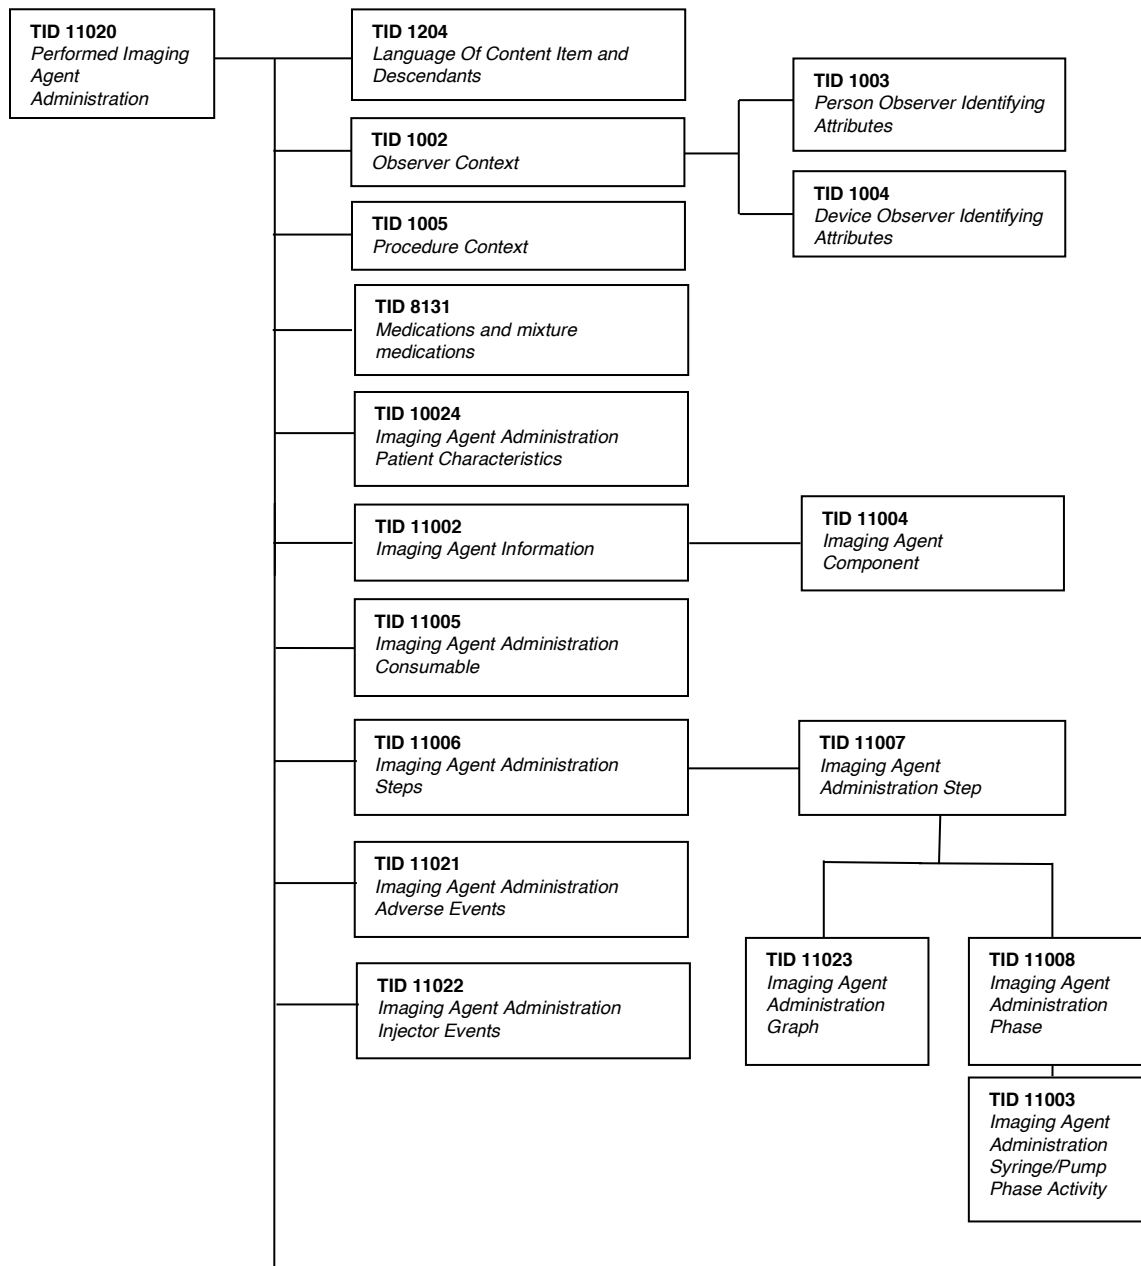 TID 11020
Performed Imaging
Agent
Administration
TID 1204
Language Of Content Item and
Descendants
TID 1002
Observer Context
TID 1003
Person Observer Identifying
Attributes
TID 1004
Device Observer Identifying
Attributes
TID 1005
Procedure Context
TID 8131
Medications and mixture
medications
TID 10024
Imaging Agent Administration
Patient Characteristics
TID 11002
Imaging Agent Information
TID 11004
Imaging Agent
Component
TID 11005
Imaging Agent Administration
Consumable
TID 11006
Imaging Agent Administration
Steps
TID 11007
Imaging Agent
Administration Step
TID 11021
Imaging Agent Administration
Adverse Events
TID 11023
Imaging Agent
Administration
Graph
TID 11008
Imaging Agent
Administration
Phase
TID 11022
Imaging Agent Administration
Injector Events
TID 11003
Imaging Agent
Administration
Syringe/Pump
Phase Activity